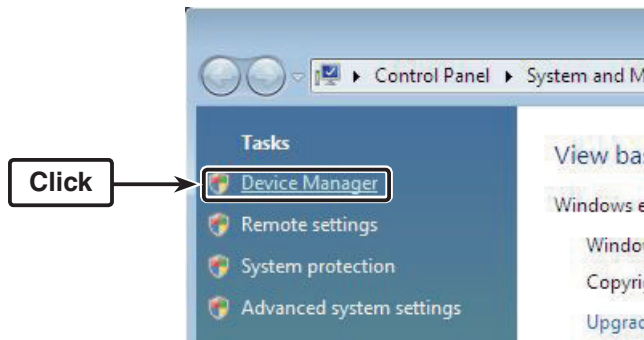 Control Panel ▸ System and M
Tasks
Click
Device Manager
Remote settings
System protection
Advanced system settings
View ba
Windows e
Windo
Copyri
Upgrad